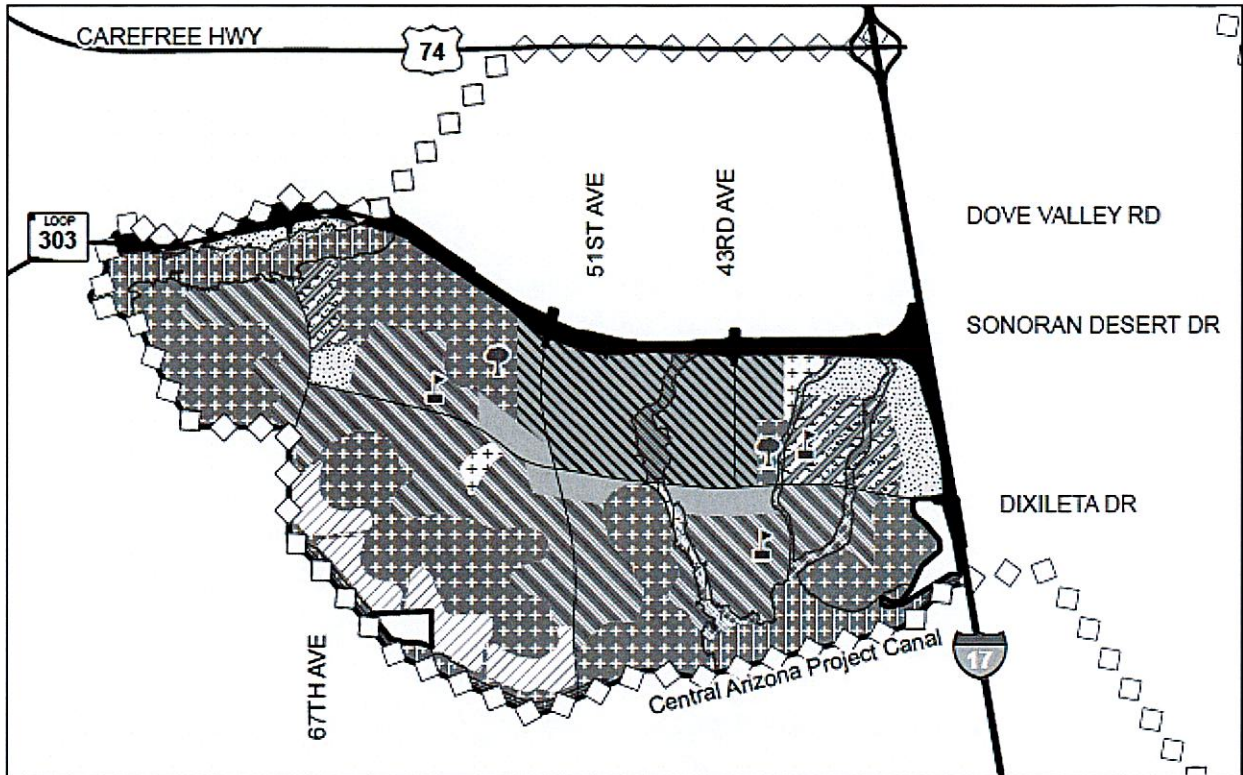 CAREFREE HWY
74
51ST AVE
43RD AVE
DOVE VALLEY RD
LOOP
303
SONORAN DESERT DR
DIXILETA DR
Central Arizona Project Canal
17
67TH AVE